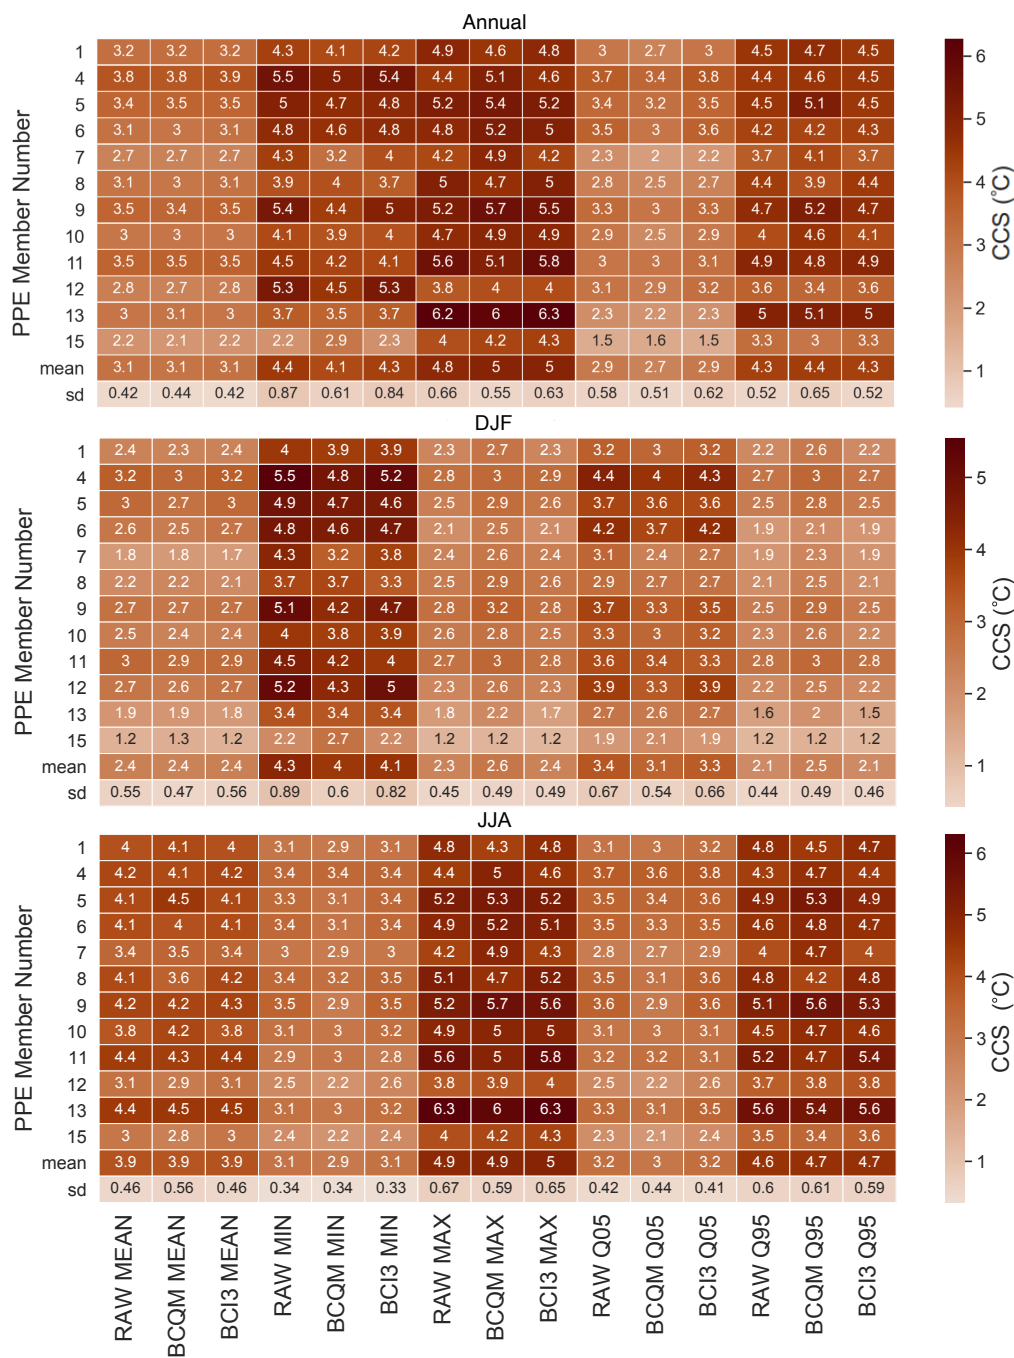 Annual
1 3.2 3.2 3.2 4.3 4.1 4.2 4.9 4.6 4.8 3 2.7 3 4.5 4.7 4.5
4 3.8 3.8 3.9 5.5 5 5.4 4.4 5.1 4.6 3.7 3.4 3.8 4.4 4.6 4.5
5 3.4 3.5 3.5 5 4.7 4.8 5.2 5.4 5.2 3.4 3.2 3.5 4.5 5.1 4.5
6 3.1 3 3.1 4.8 4.6 4.8 4.8 5.2 5 3.5 3 3.6 4.2 4.2 4.3
7 2.7 2.7 2.7 4.3 3.2 4 4.2 4.9 4.2 2.3 2 2.2 3.7 4.1 3.7
8 3.1 3 3.1 3.9 4 3.7 5 4.7 5 2.8 2.5 2.7 4.4 3.9 4.4
9 3.5 3.4 3.5 5.4 4.4 5 5.2 5.7 5.5 3.3 3 3.3 4.7 5.2 4.7
10 3 3 3 4.1 3.9 4 4.7 4.9 4.9 2.9 2.5 2.9 4 4.6 4.1
11 3.5 3.5 3.5 4.5 4.2 4.1 5.6 5.1 5.8 3 3 3.1 4.9 4.8 4.9
12 2.8 2.7 2.8 5.3 4.5 5.3 3.8 4 4 3.1 2.9 3.2 3.6 3.4 3.6
13 3 3.1 3 3.7 3.5 3.7 6.2 6 6.3 2.3 2.2 2.3 5 5.1 5
15 2.2 2.1 2.2 2.2 2.9 2.3 4 4.2 4.3 1.5 1.6 1.5 3.3 3 3.3
mean 3.1 3.1 3.1 4.4 4.1 4.3 4.8 5 5 2.9 2.7 2.9 4.3 4.4 4.3
sd 0.42 0.44 0.42 0.87 0.61 0.84 0.66 0.55 0.63 0.58 0.51 0.62 0.52 0.65 0.52
PPE Member Number
6
5
4
3
2
1
CCS (°C)
DJF
1 2.4 2.3 2.4 4 3.9 3.9 2.3 2.7 2.3 3.2 3 3.2 2.2 2.6 2.2
4 3.2 3 3.2 5.5 4.8 5.2 2.8 3 2.9 4.4 4 4.3 2.7 3 2.7
5 3 2.7 3 4.9 4.7 4.6 2.5 2.9 2.6 3.7 3.6 3.6 2.5 2.8 2.5
6 2.6 2.5 2.7 4.8 4.6 4.7 2.1 2.5 2.1 4.2 3.7 4.2 1.9 2.1 1.9
7 1.8 1.8 1.7 4.3 3.2 3.8 2.4 2.6 2.4 3.1 2.4 2.7 1.9 2.3 1.9
8 2.2 2.2 2.1 3.7 3.7 3.3 2.5 2.9 2.6 2.9 2.7 2.7 2.1 2.5 2.1
9 2.7 2.7 2.7 5.1 4.2 4.7 2.8 3.2 2.8 3.7 3.3 3.5 2.5 2.9 2.5
10 2.5 2.4 2.4 4 3.8 3.9 2.6 2.8 2.5 3.3 3 3.2 2.3 2.6 2.2
11 3 2.9 2.9 4.5 4.2 4 2.7 3 2.8 3.6 3.4 3.3 2.8 3 2.8
12 2.7 2.6 2.7 5.2 4.3 5 2.3 2.6 2.3 3.9 3.3 3.9 2.2 2.5 2.2
13 1.9 1.9 1.8 3.4 3.4 3.4 1.8 2.2 1.7 2.7 2.6 2.7 1.6 2 1.5
15 1.2 1.3 1.2 2.2 2.7 2.2 1.2 1.2 1.2 1.9 2.1 1.9 1.2 1.2 1.2
mean 2.4 2.4 2.4 4.3 4 4.1 2.3 2.6 2.4 3.4 3.1 3.3 2.1 2.5 2.1
sd 0.55 0.47 0.56 0.89 0.6 0.82 0.45 0.49 0.49 0.67 0.54 0.66 0.44 0.49 0.46
PPE Member Number
5
4
3
2
1
CCS (°C)
JJA
1 4 4.1 4 3.1 2.9 3.1 4.8 4.3 4.8 3.1 3 3.2 4.8 4.5 4.7
4 4.2 4.1 4.2 3.4 3.4 3.4 4.4 5 4.6 3.7 3.6 3.8 4.3 4.7 4.4
5 4.1 4.5 4.1 3.3 3.1 3.4 5.2 5.3 5.2 3.5 3.4 3.6 4.9 5.3 4.9
6 4.1 4 4.1 3.4 3.1 3.4 4.9 5.2 5.1 3.5 3.3 3.5 4.6 4.8 4.7
7 3.4 3.5 3.4 3 2.9 3 4.2 4.9 4.3 2.8 2.7 2.9 4 4.7 4
8 4.1 3.6 4.2 3.4 3.2 3.5 5.1 4.7 5.2 3.5 3.1 3.6 4.8 4.2 4.8
9 4.2 4.2 4.3 3.5 2.9 3.5 5.2 5.7 5.6 3.6 2.9 3.6 5.1 5.6 5.3
10 3.8 4.2 3.8 3.1 3 3.2 4.9 5 5 3.1 3 3.1 4.5 4.7 4.6
11 4.4 4.3 4.4 2.9 3 2.8 5.6 5 5.8 3.2 3.2 3.1 5.2 4.7 5.4
12 3.1 2.9 3.1 2.5 2.2 2.6 3.8 3.9 4 2.5 2.2 2.6 3.7 3.8 3.8
13 4.4 4.5 4.5 3.1 3 3.2 6.3 6 6.3 3.3 3.1 3.5 5.6 5.4 5.6
15 3 2.8 3 2.4 2.2 2.4 4 4.2 4.3 2.3 2.1 2.4 3.5 3.4 3.6
mean 3.9 3.9 3.9 3.1 2.9 3.1 4.9 4.9 5 3.2 3 3.2 4.6 4.7 4.7
sd 0.46 0.56 0.46 0.34 0.34 0.33 0.67 0.59 0.65 0.42 0.44 0.41 0.6 0.61 0.59
PPE Member Number
6
5
4
3
2
1
CCS (°C)
RAW MEAN
BCQM MEAN
BCI3 MEAN
RAW MIN
BCQM MIN
BCI3 MIN
RAW MAX
BCQM MAX
BCI3 MAX
RAW Q05
BCQM Q05
BCI3 Q05
RAW Q95
BCQM Q95
BCI3 Q95